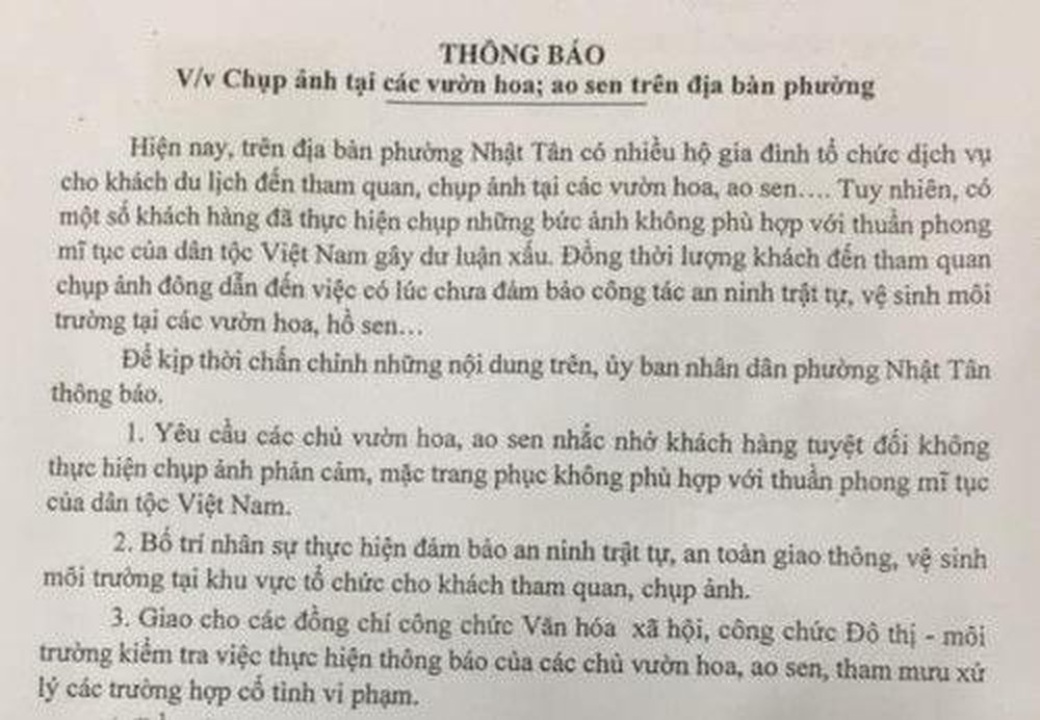 THÔNG BÁO
V/v Chụp ảnh tại các vườn hoa; ao sen trên địa bàn phường
Hiện nay, trên địa bàn phường Nhật Tân có nhiều hộ gia đình tổ chức dịch vụ
cho khách du lịch đến tham quan, chụp ảnh tại các vườn hoa, ao sen.... Tuy nhiên, có
một số khách hàng đã thực hiện chụp những bức ảnh không phù hợp với thuần phong
mĩ tục của dân tộc Việt Nam gây dư luận xấu. Đồng thời lượng khách đến tham quan
chụp ảnh đông dẫn đến việc có lúc chưa đảm bảo công tác an ninh trật tự, vệ sinh môi
trường tại các vườn hoa, hồ sen...
Để kịp thời chấn chỉnh những nội dung trên, ủy ban nhân dân phường Nhật Tân
thông báo.
1. Yêu cầu các chủ vườn hoa, ao sen nhắc nhở khách hàng tuyệt đối không
thực hiện chụp ảnh phản cảm, mặc trang phục không phù hợp với thuần phong mĩ tục
của dân tộc Việt Nam.
2. Bố trí nhân sự thực hiện đảm bảo an ninh trật tự, an toàn giao thông, vệ sinh
môi trường tại khu vực tổ chức cho khách tham quan, chụp ảnh.
3. Giao cho các đồng chí công chức Văn hóa xã hội, công chức Đô thị - môi
trường kiểm tra việc thực hiện thông báo của các chủ vườn hoa, ao sen, tham mưu xử
lý các trường hợp cố tình vi phạm.